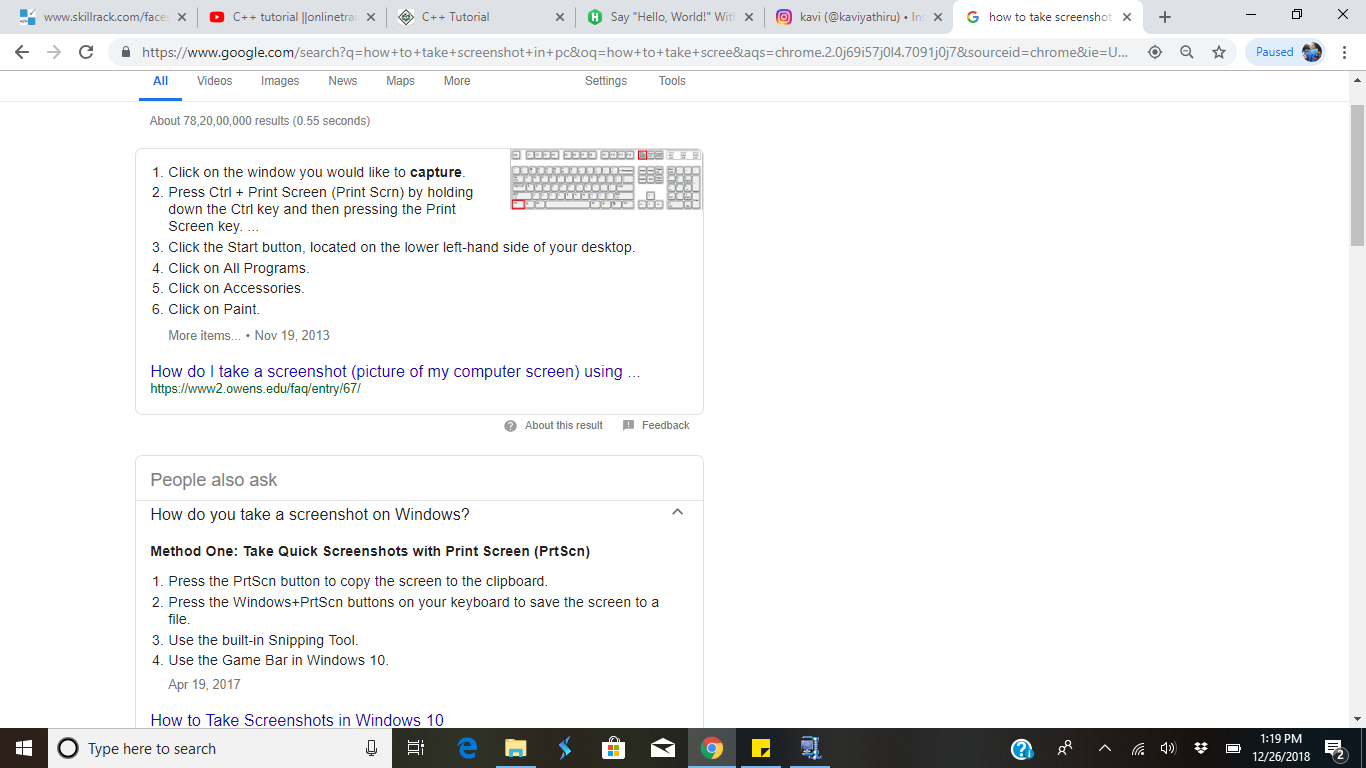 www.skillrack.com/face
C++ tutorial ||onlinetrai
C++ Tutorial
Say "Hello, World!" With
kavi (@kaviyathiru) • Ins
how to take screenshot
https://www.google.com/search?q=how+to+take+screenshot+in+pc&oq=how+to+take+scree&aqs=chrome.2.0j69i57j0l4.7091j0j7&sourceid=chrome&ie=U...
Paused
All Videos Images News Maps More Settings Tools
About 78,20,00,000 results (0.55 seconds)
1. Click on the window you would like to capture.
2. Press Ctrl + Print Screen (Print Scrn) by holding
down the Ctrl key and then pressing the Print
Screen key. ...
3. Click the Start button, located on the lower left-hand side of your desktop.
4. Click on All Programs.
5. Click on Accessories.
6. Click on Paint.
More items... • Nov 19, 2013
How do I take a screenshot (picture of my computer screen) using ...
https://www2.owens.edu/faq/entry/67/
About this result Feedback
People also ask
How do you take a screenshot on Windows?
Method One: Take Quick Screenshots with Print Screen (PrtScn)
1. Press the PrtScn button to copy the screen to the clipboard.
2. Press the Windows+PrtScn buttons on your keyboard to save the screen to a
file.
3. Use the built-in Snipping Tool.
4. Use the Game Bar in Windows 10.
Apr 19, 2017
How to Take Screenshots in Windows 10
Type here to search
1:19 PM
12/26/2018
2